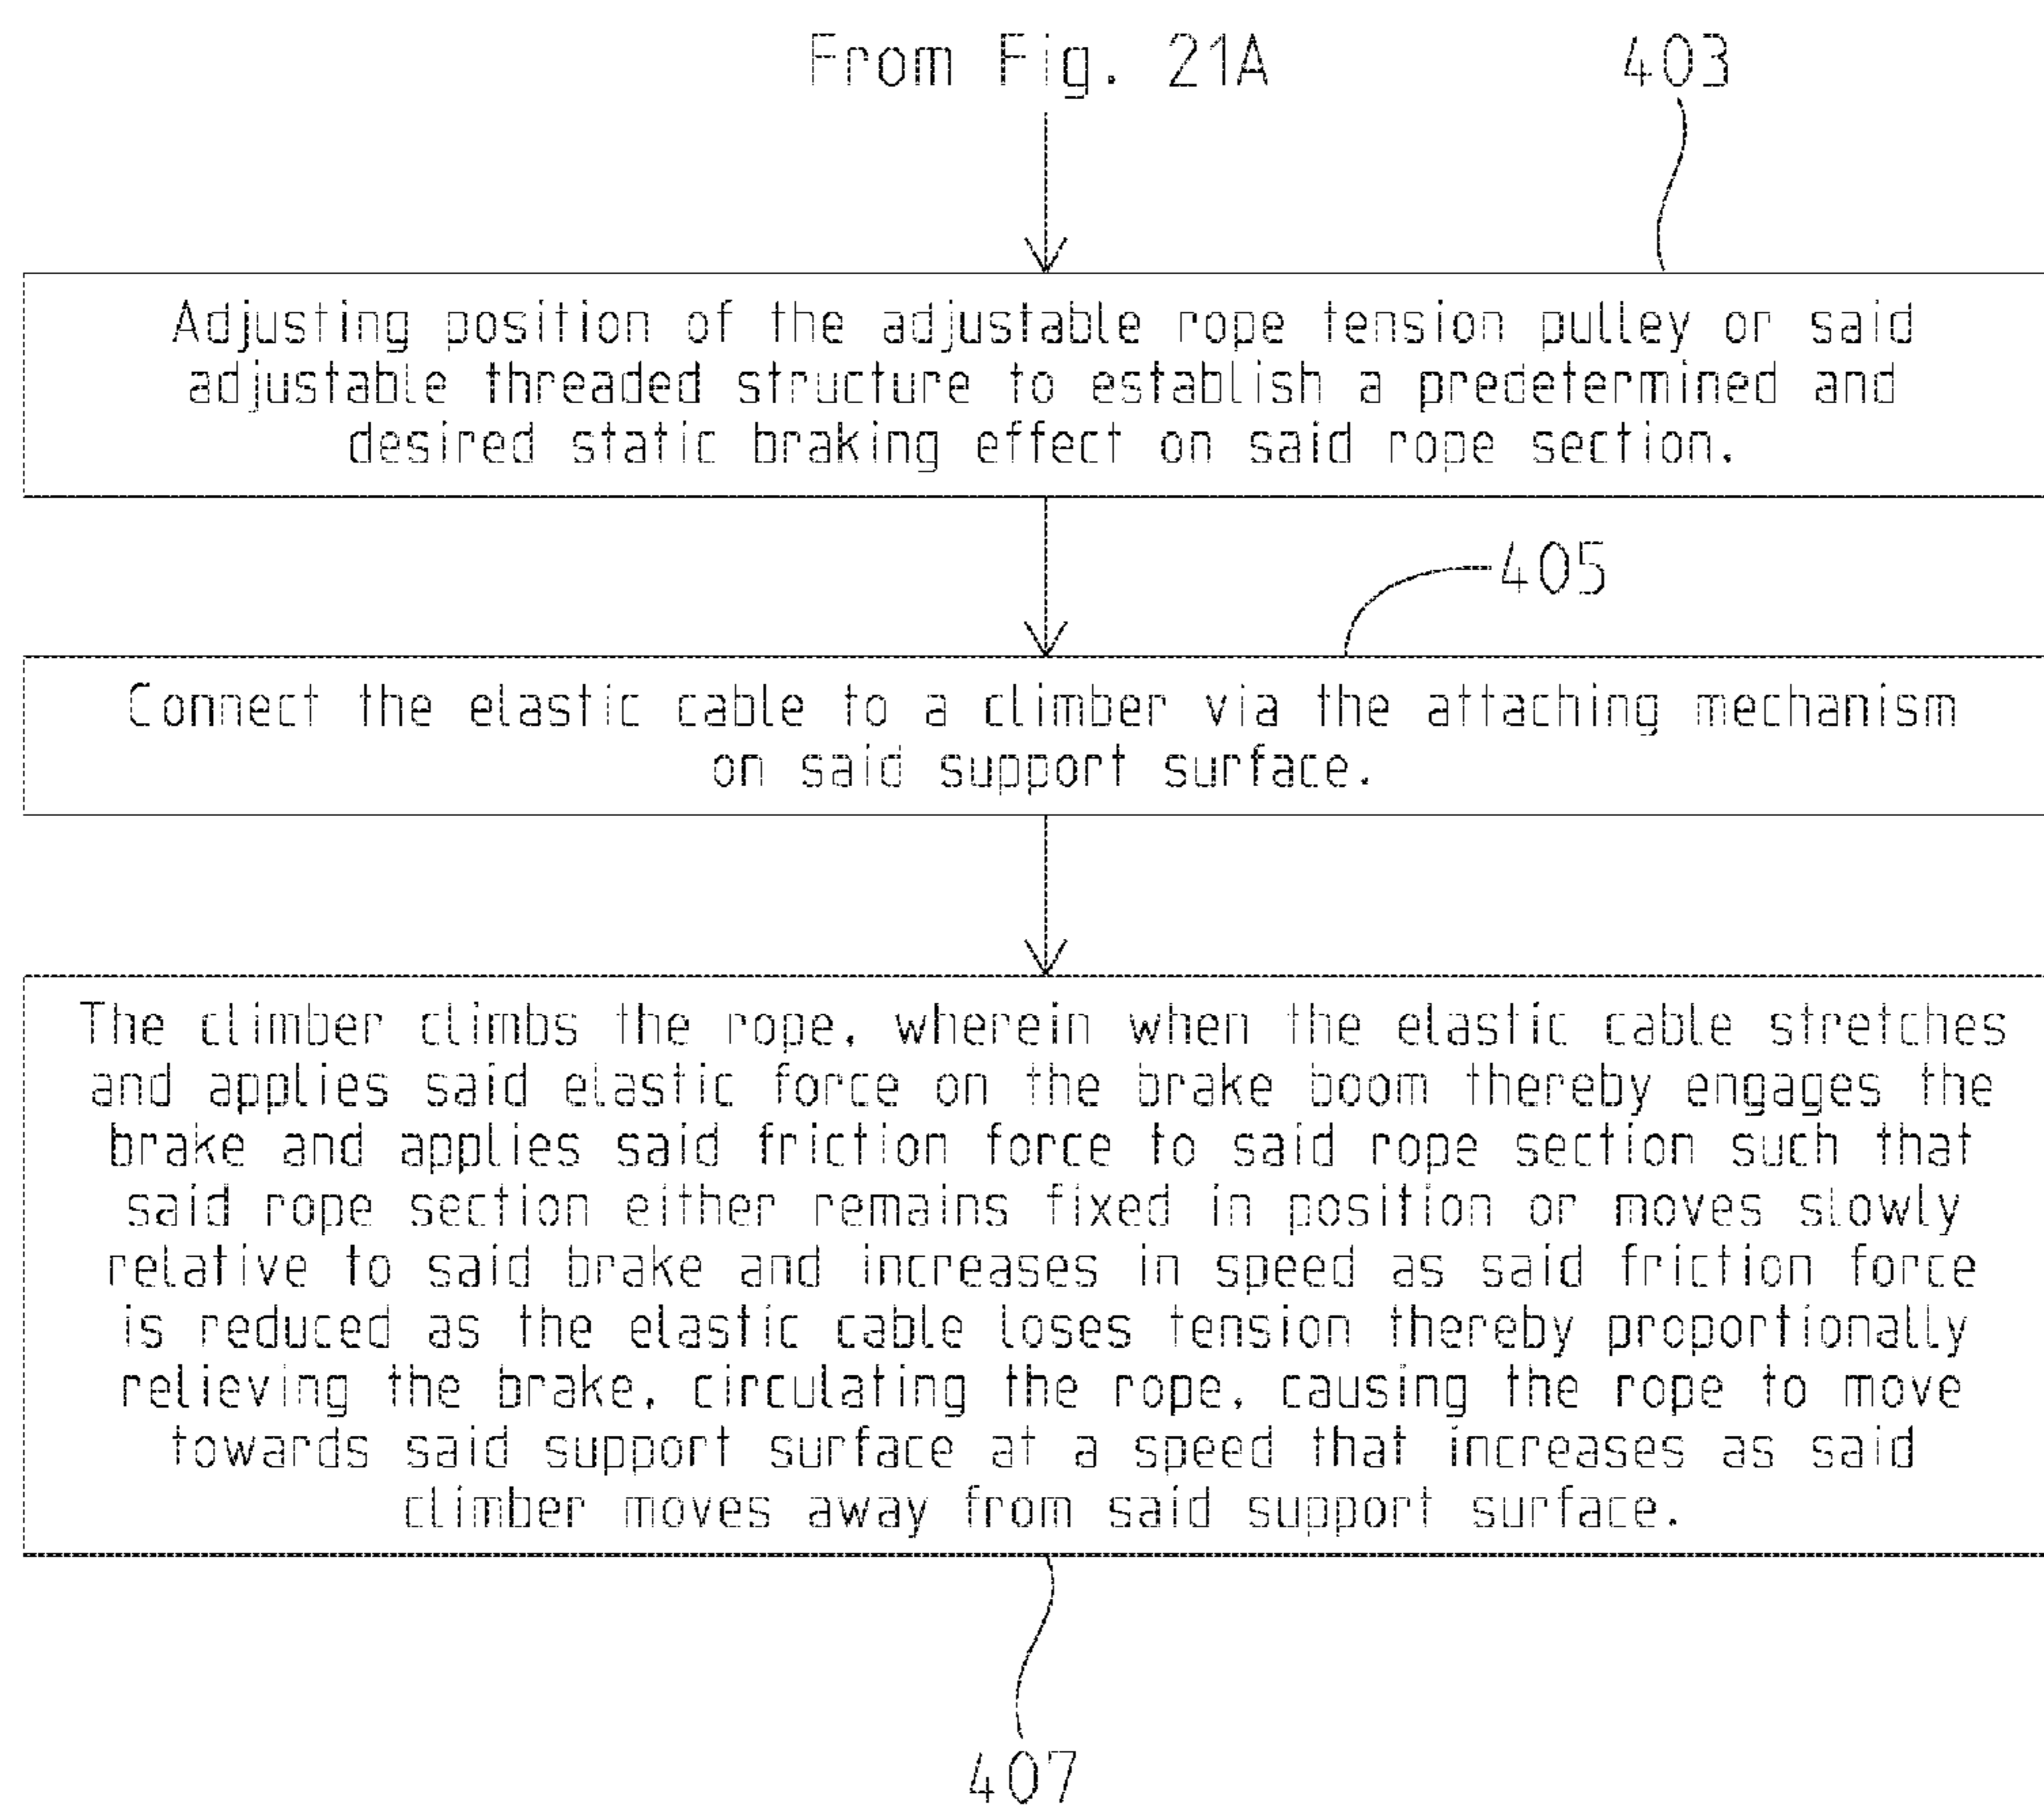 From Fig. 21A
403
Adjusting position of the adjustable rope tension pulley or said
adjustable threaded structure to establish a predetermined and
desired static braking effect on said rope section.
405
Connect the elastic cable to a climber via the attaching mechanism
on said support surface.
The climber climbs the rope, wherein when the elastic cable stretches
and applies said elastic force on the brake boom thereby engages the
brake and applies said friction force to said rope section such that
said rope section either remains fixed in position or moves slowly
relative to said brake and increases in speed as said friction force
is reduced as the elastic cable loses tension thereby proportionally
relieving the brake, circulating the rope, causing the rope to move
towards said support surface at a speed that increases as said
climber moves away from said support surface.
407